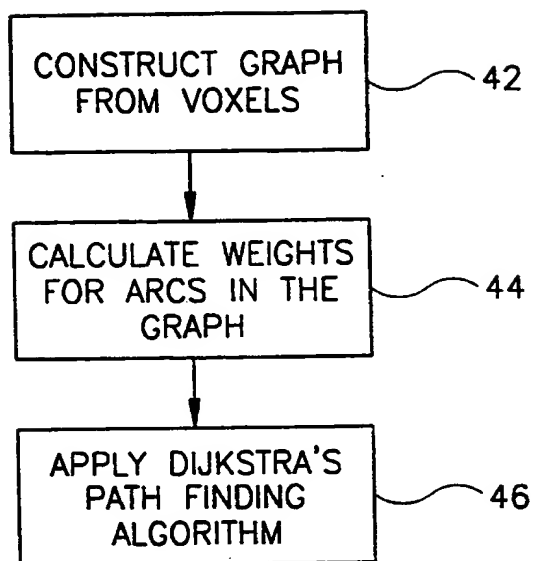 CONSTRUCT GRAPH
FROM VOXELS
42
CALCULATE WEIGHTS
FOR ARCS IN THE
GRAPH
44
APPLY DIJKSTRA'S
PATH FINDING
ALGORITHM
46